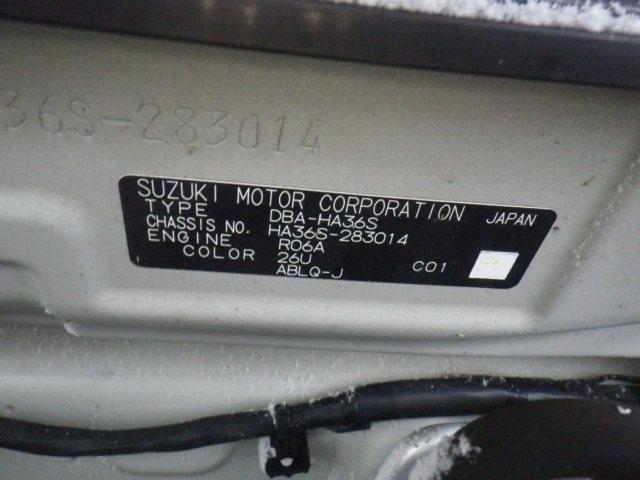 36S-283014
SUZUKI MOTOR CORPORATION JAPAN
TYPE DBA-HA36S
CHASSIS NO. HA36S-283014
ENGINE R06A
COLOR 26U
ABLQ-J C01